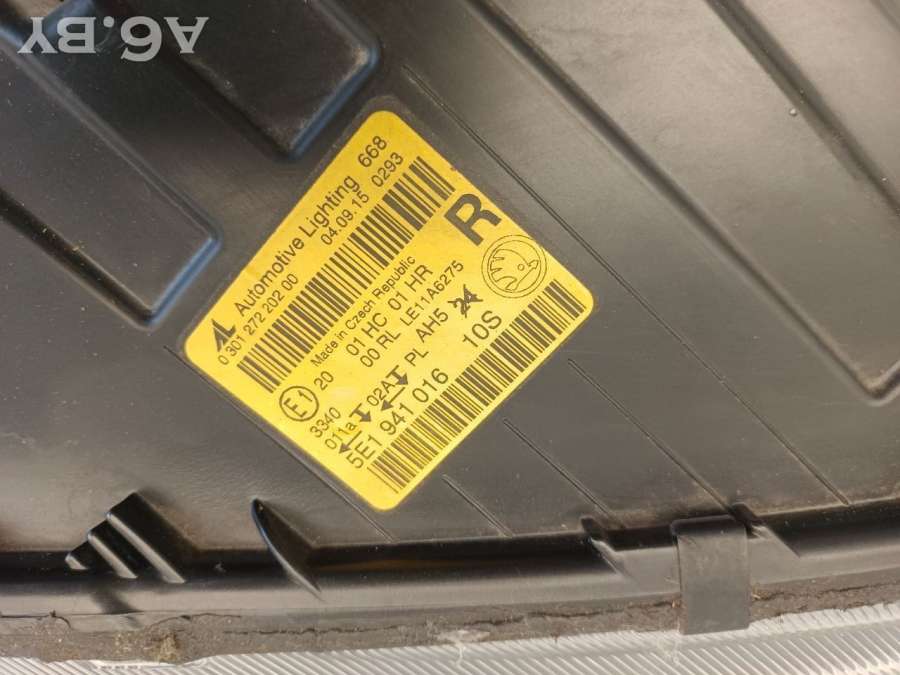 A6.BY
Automotive Lighting 668
0 301 272 202 00 04.09.15 0293
Made in Czech Republic
R
E1 20 01 HC 01 HR
3340 00 RL LE11A6275
011a 02A PL AH5 24
5E1 941 016 10S